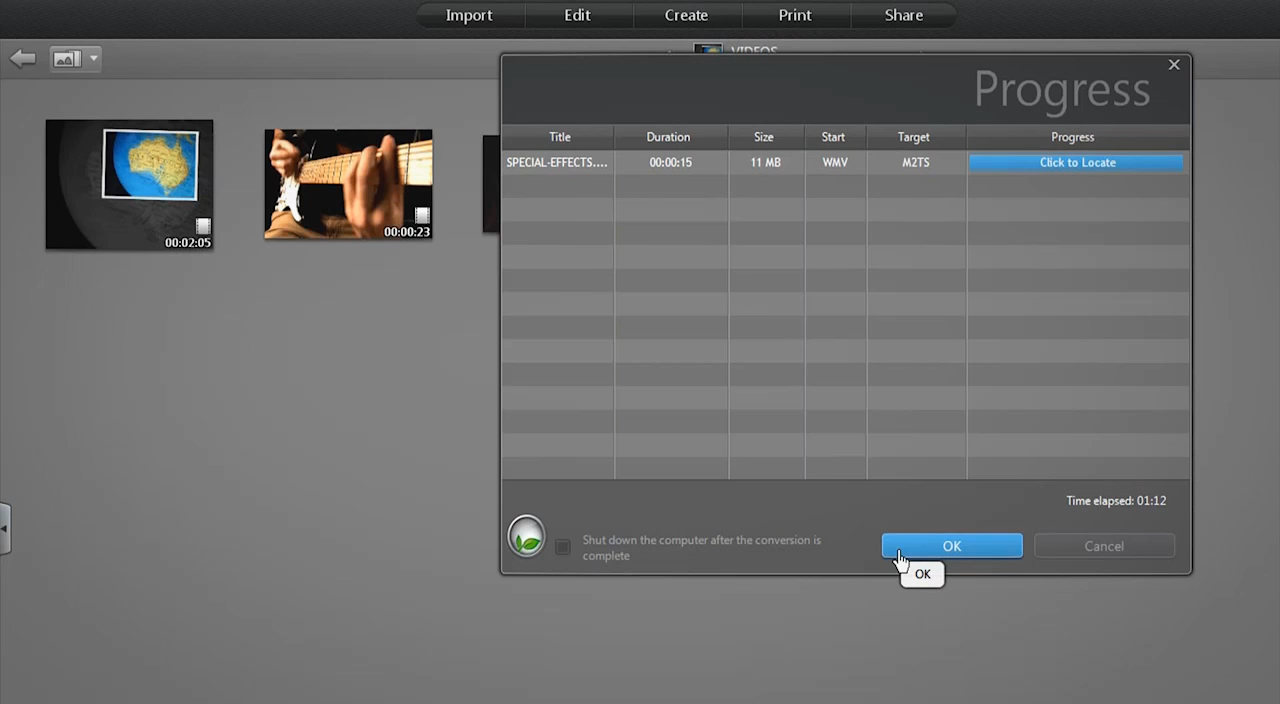 Import Edit Create Print Share
VIDEOS
Progress
Title Duration Size Start Target Progress
SPECIAL-EFFECTS.... 00:00:15 11 MB WMV M2TS Click to Locate
00:02:05
00:00:23
Time elapsed: 01:12
Shut down the computer after the conversion is
complete
OK
Cancel
OK